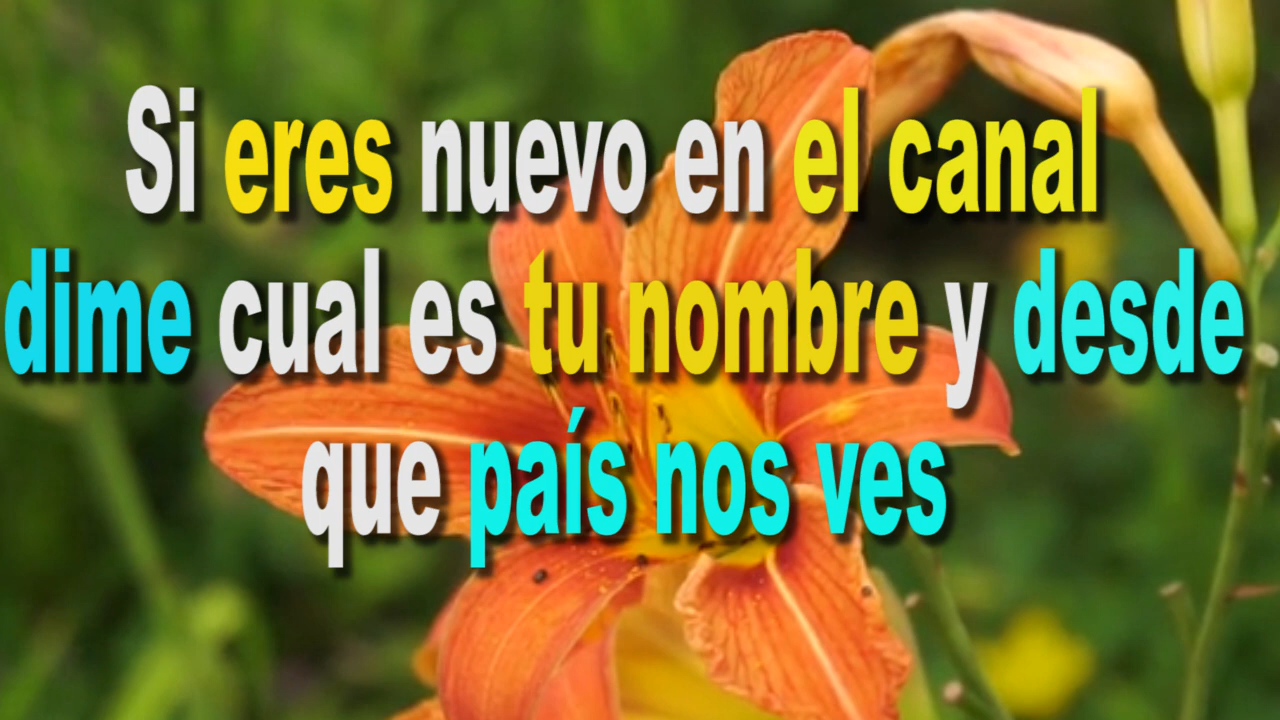 Si eres nuevo en el canal
dime cual es tu nombre y desde
que país nos ves